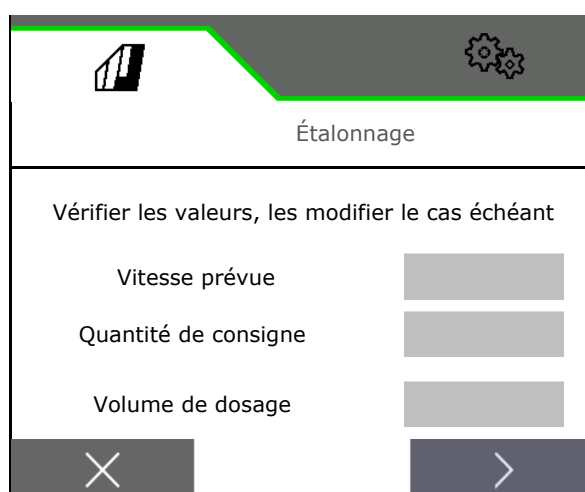 Étalonnage
Vérifier les valeurs, les modifier le cas échéant
Vitesse prévue
Quantité de consigne
Volume de dosage